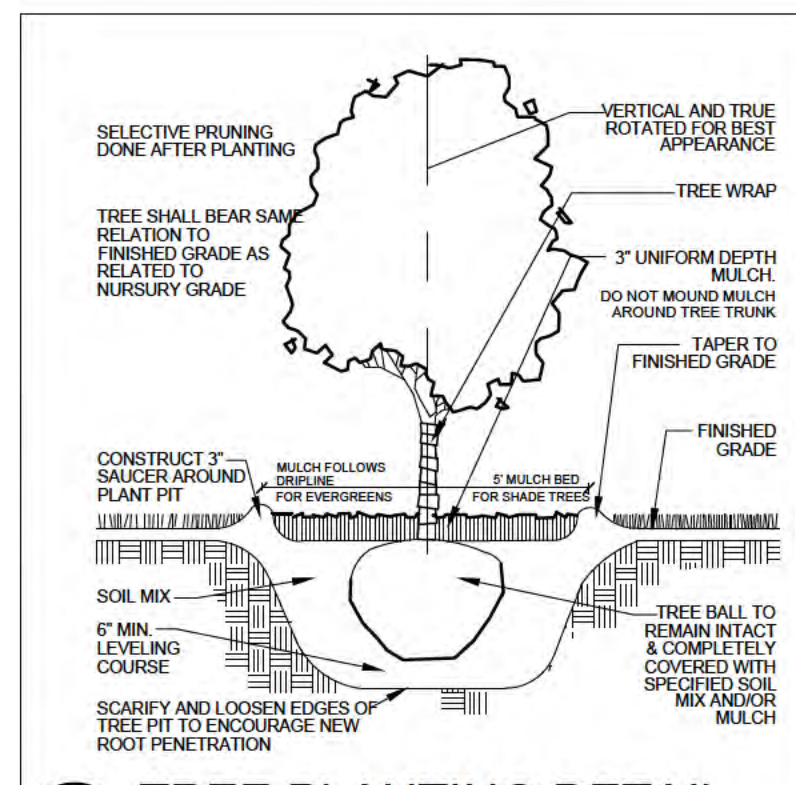 SELECTIVE PRUNING
DONE AFTER PLANTING
TREE SHALL BEAR SAME
RELATION TO
FINISHED GRADE AS
RELATED TO
NURSURY GRADE
VERTICAL AND TRUE
ROTATED FOR BEST
APPEARANCE
TREE WRAP
3" UNIFORM DEPTH
MULCH.
DO NOT MOUND MULCH
AROUND TREE TRUNK
TAPER TO
FINISHED GRADE
FINISHED
GRADE
CONSTRUCT 3"
SAUCER AROUND
PLANT PIT
MULCH FOLLOWS
DRIPLINE
FOR EVERGREENS
5' MULCH BED
FOR SHADE TREES
SOIL MIX
6" MIN.
LEVELING
COURSE
SCARIFY AND LOOSEN EDGES OF
TREE PIT TO ENCOURAGE NEW
ROOT PENETRATION
TREE BALL TO
REMAIN INTACT
& COMPLETELY
COVERED WITH
SPECIFIED SOIL
MIX AND/OR
MULCH
TREE PLANTING DETAIL